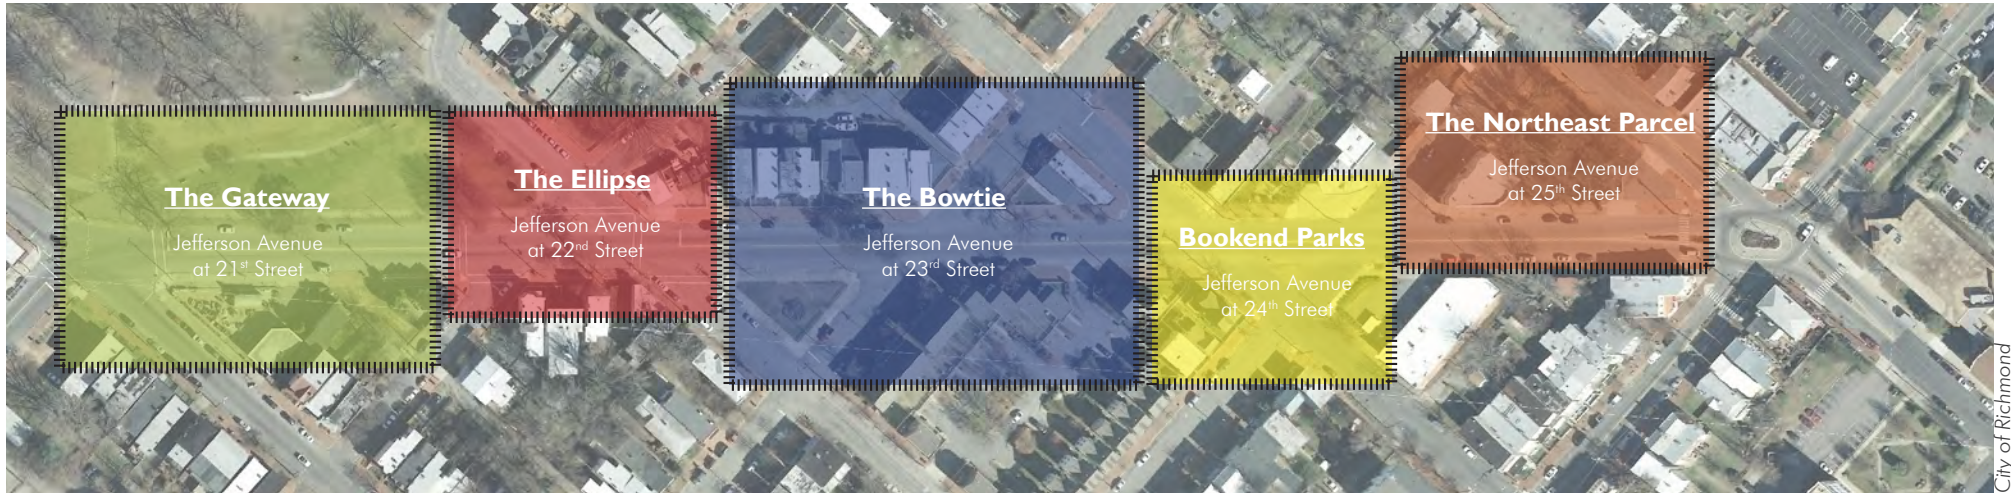 The Gateway
Jefferson Avenue
at 21st Street
The Ellipse
Jefferson Avenue
at 22nd Street
The Bowtie
Jefferson Avenue
at 23rd Street
Bookend Parks
Jefferson Avenue
at 24th Street
The Northeast Parcel
Jefferson Avenue
at 25th Street
City of Richmond